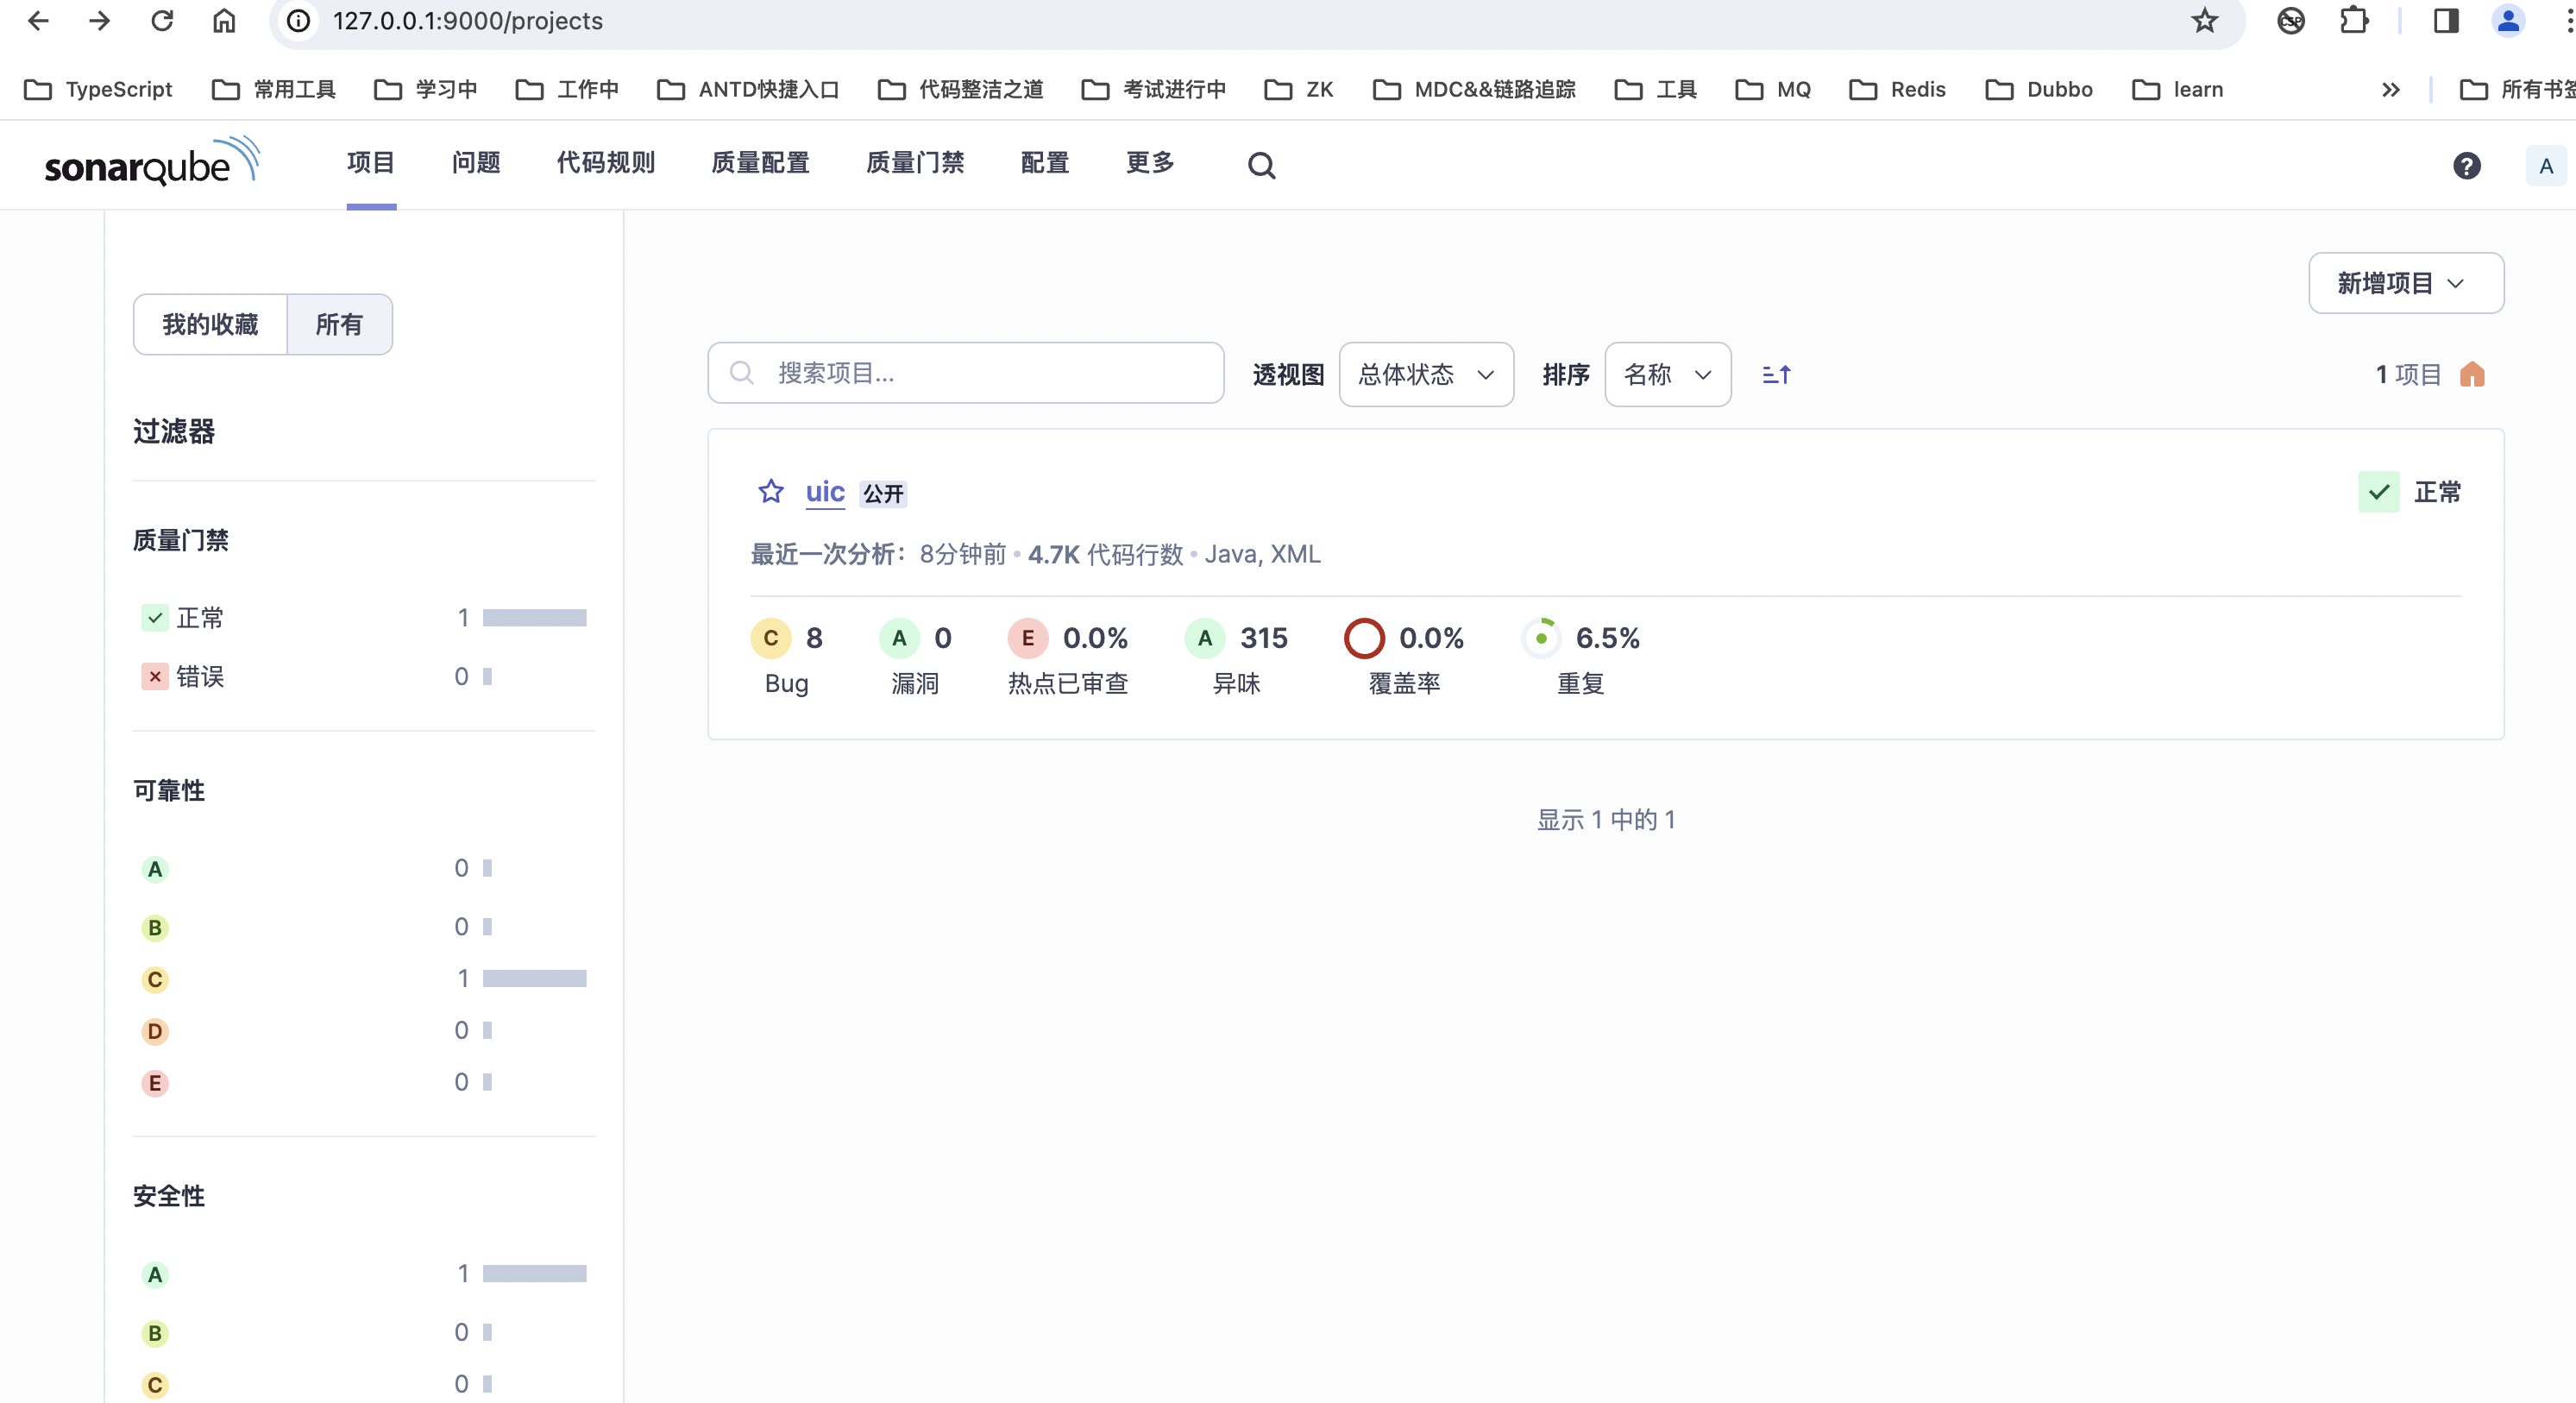 127.0.0.1:9000/projects
CSP
TypeScript 常用工具 学习中 工作中 ANTD快捷入口 代码整洁之道 考试进行中 ZK MDC&&链路追踪 工具 MQ Redis Dubbo learn » 所有书签
sonarqube 项目 问题 代码规则 质量配置 质量门禁 配置 更多 ? A
新增项目
我的收藏 所有
搜索项目... 透视图 总体状态 排序 名称 1 项目
过滤器
uic 公开 正常
最近一次分析： 8分钟前 • 4.7K 代码行数 • Java, XML
C 8 A 0 E 0.0% A 315 0.0% 6.5%
Bug 漏洞 热点已审查 异味 覆盖率 重复
显示 1 中的 1
质量门禁
正常 1
错误 0
可靠性
A 0
B 0
C 1
D 0
E 0
安全性
A 1
B 0
C 0